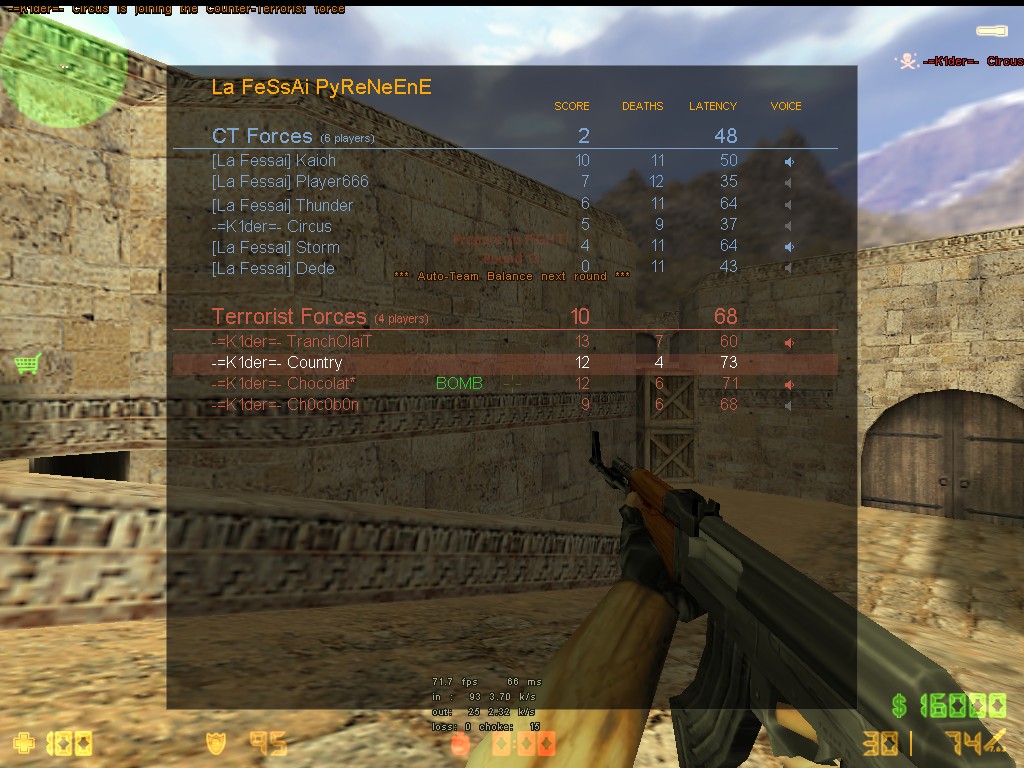 -=K1der=- Circus is joining the Counter-Terrorist force
-=K1der=- Circus
La FeSsAi PyReNeEnE
SCORE DEATHS LATENCY VOICE
CT Forces (6 players) 2 48
[La Fessai] Kaioh 10 11 50
[La Fessai] Player666 7 12 35
[La Fessai] Thunder 6 11 64
-=K1der=- Circus 5 9 37
[La Fessai] Storm 4 11 64
[La Fessai] Dede 0 11 43
*** Auto-Team Balance next round ***
Terrorist Forces (4 players) 10 68
-=K1der=- TranchOlaiT 13 7 60
-=K1der=- Country 12 4 73
-=K1der=- Chocolat* BOMB 12 6 71
-=K1der=- Ch0c0b0n 9 6 68
71.7 fps 66 ms
in : 93 3.70 k/s
out: 25 2.32 k/s
loss: 0 choke: 15
$ 16000
100 95 30 | 74